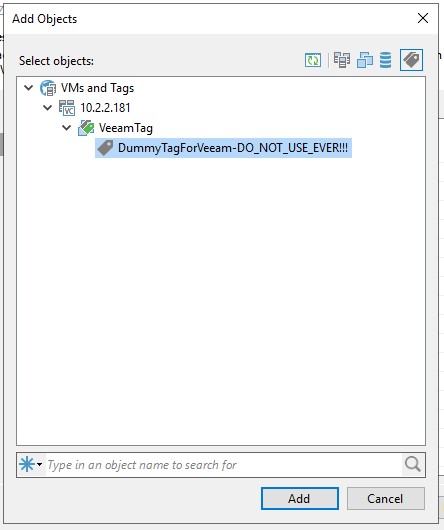 Add Objects
Select objects:
VMs and Tags
VC 10.2.2.181
VeeamTag
DummyTagForVeeam-DO_NOT_USE_EVER!!!
Type in an object name to search for
Add Cancel